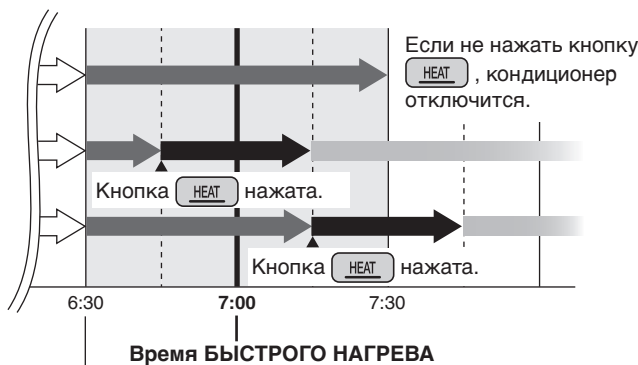 Если не нажать кнопку
HEAT , кондиционер
отключится.
Кнопка HEAT нажата.
Кнопка HEAT нажата.
6:30 7:00 7:30
Время БЫСТРОГО НАГРЕВА